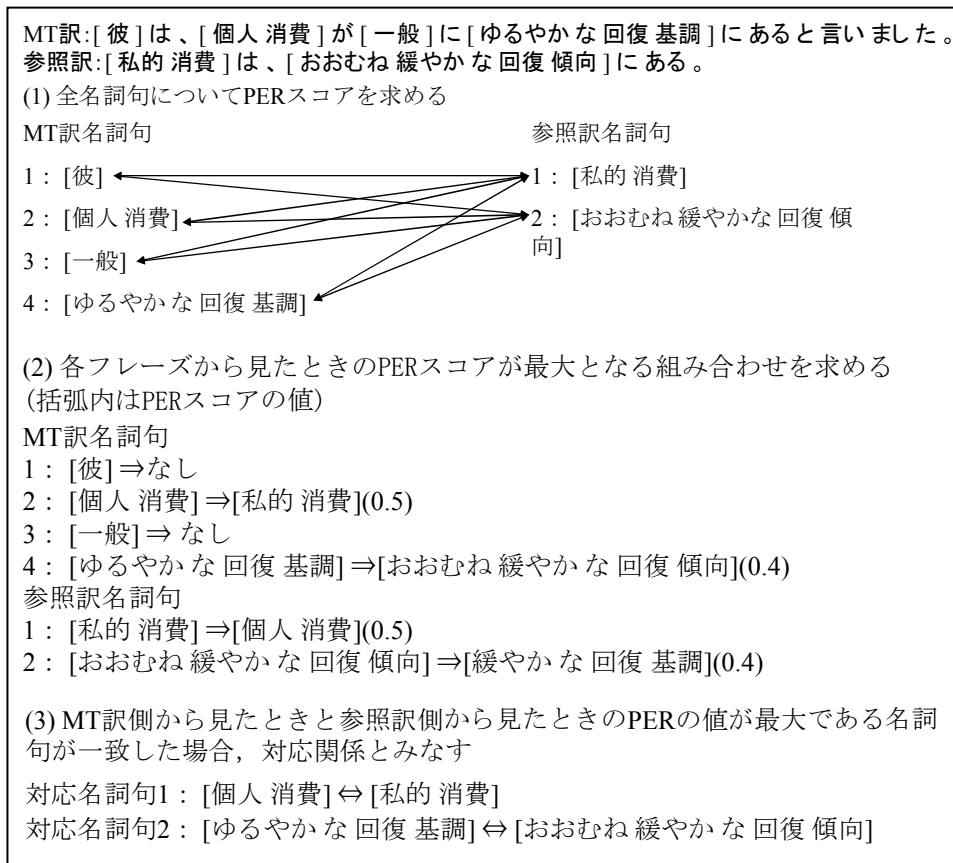 MT訳:[ 彼 ] は 、 [ 個人 消費 ] が [ 一般 ] に [ ゆるやか な 回復 基調 ] に ある と 言い まし た 。
参照訳:[ 私的 消費 ] は 、 [ おおむね 緩やか な 回復 傾向 ] に ある 。
(1) 全名詞句についてPERスコアを求める
MT訳名詞句 参照訳名詞句
1： [彼] 1： [私的 消費]
2： [個人 消費] 2： [おおむね 緩やかな 回復 傾
向]
3： [一般]
4： [ゆるやか な 回復 基調]
(2) 各フレーズから見たときのPERスコアが最大となる組み合わせを求める
（括弧内はPERスコアの値）
MT訳名詞句
1： [彼] ⇒なし
2： [個人 消費] ⇒[私的 消費](0.5)
3： [一般] ⇒ なし
4： [ゆるやか な 回復 基調] ⇒[おおむね 緩やか な 回復 傾向](0.4)
参照訳名詞句
1： [私的 消費] ⇒[個人 消費](0.5)
2： [おおむね 緩やか な 回復 傾向] ⇒[緩やか な 回復 基調](0.4)
(3) MT訳側から見たときと参照訳側から見たときのPERの値が最大である名詞
句が一致した場合，対応関係とみなす
対応名詞句1： [個人 消費] ⇔ [私的 消費]
対応名詞句2： [ゆるやか な 回復 基調] ⇔ [おおむね 緩やか な 回復 傾向]